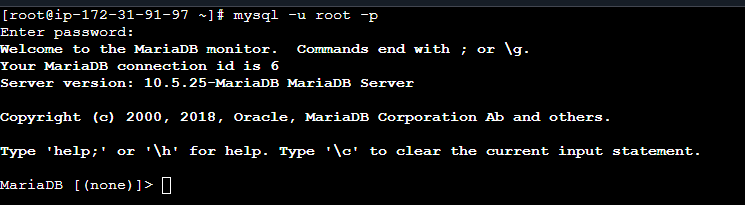 [root@ip-172-31-91-97 ~]# mysql -u root -p
Enter password:
Welcome to the MariaDB monitor.  Commands end with ; or \g.
Your MariaDB connection id is 6
Server version: 10.5.25-MariaDB MariaDB Server
Copyright (c) 2000, 2018, Oracle, MariaDB Corporation Ab and others.
Type 'help;' or '\h' for help. Type '\c' to clear the current input statement.
MariaDB [(none)]>